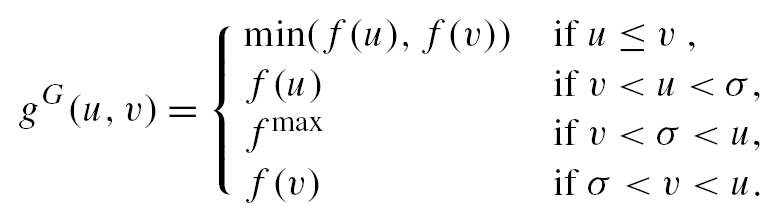 g^G(u, v) = { min(f(u), f(v)) if u ≤ v ,
f(u) if v < u < σ,
f^max if v < σ < u,
f(v) if σ < v < u.